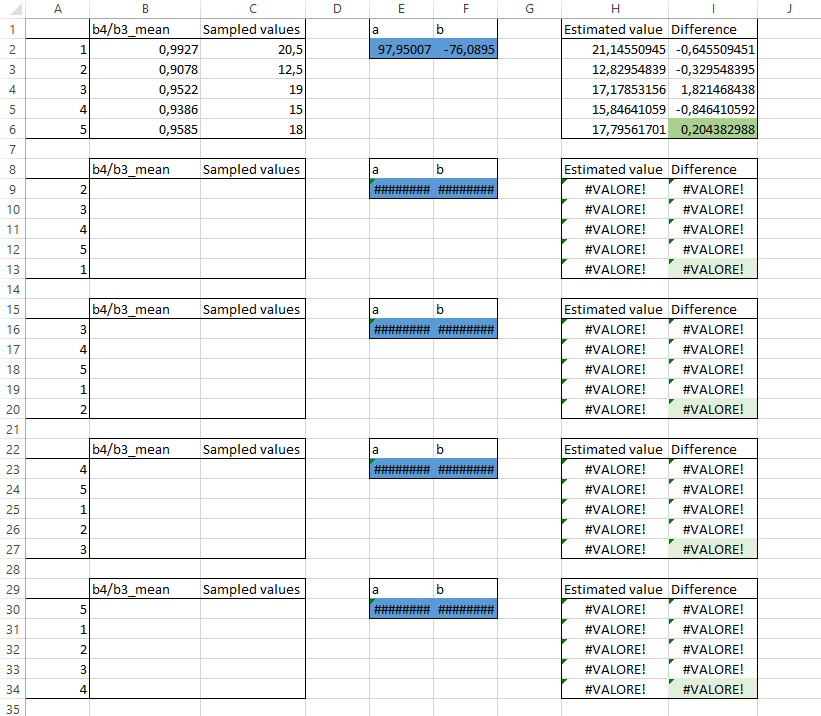 A B C D E F G H I J
1 b4/b3_mean Sampled values a b Estimated value Difference
2 1 0,9927 20,5 97,95007 -76,0895 21,14550945 -0,645509451
3 2 0,9078 12,5 12,82954839 -0,329548395
4 3 0,9522 19 17,17853156 1,821468438
5 4 0,9386 15 15,84641059 -0,846410592
6 5 0,9585 18 17,79561701 0,204382988
7
8 b4/b3_mean Sampled values a b Estimated value Difference
9 2 ######## ######## #VALORE! #VALORE!
10 3 #VALORE! #VALORE!
11 4 #VALORE! #VALORE!
12 5 #VALORE! #VALORE!
13 1 #VALORE! #VALORE!
14
15 b4/b3_mean Sampled values a b Estimated value Difference
16 3 ######## ######## #VALORE! #VALORE!
17 4 #VALORE! #VALORE!
18 5 #VALORE! #VALORE!
19 1 #VALORE! #VALORE!
20 2 #VALORE! #VALORE!
21
22 b4/b3_mean Sampled values a b Estimated value Difference
23 4 ######## ######## #VALORE! #VALORE!
24 5 #VALORE! #VALORE!
25 1 #VALORE! #VALORE!
26 2 #VALORE! #VALORE!
27 3 #VALORE! #VALORE!
28
29 b4/b3_mean Sampled values a b Estimated value Difference
30 5 ######## ######## #VALORE! #VALORE!
31 1 #VALORE! #VALORE!
32 2 #VALORE! #VALORE!
33 3 #VALORE! #VALORE!
34 4 #VALORE! #VALORE!
35